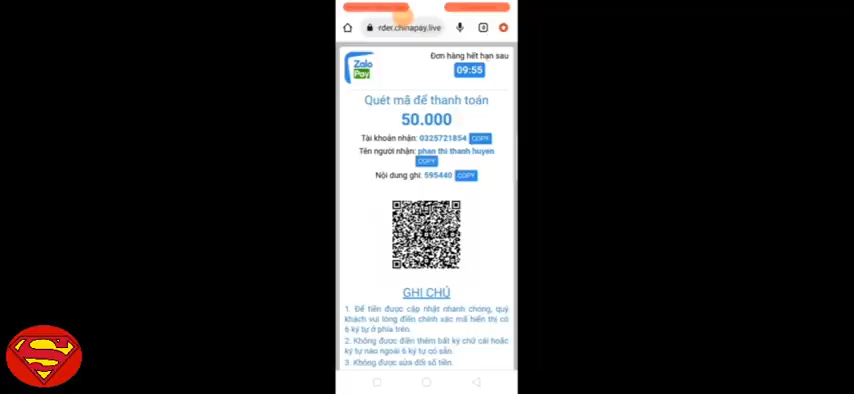 rder.chinapay.live
Zalo
Pay
Đơn hàng hết hạn sau
09:55
Quét mã để thanh toán
50.000
Tài khoản nhận: 0325721854 COPY
Tên người nhận: phan thi thanh huyen
COPY
Nội dung ghi: 595440 COPY
GHI CHÚ
1. Để tiền được cập nhật nhanh chong, quý
khách vui lòng điền chính xác mã hiển thị có
6 ký tự ở phía trên.
2. Không được điền thêm bất kỳ chữ cái hoặc
ký tự nào ngoài 6 ký tự có sẵn.
3. Không được sửa đổi số tiền.